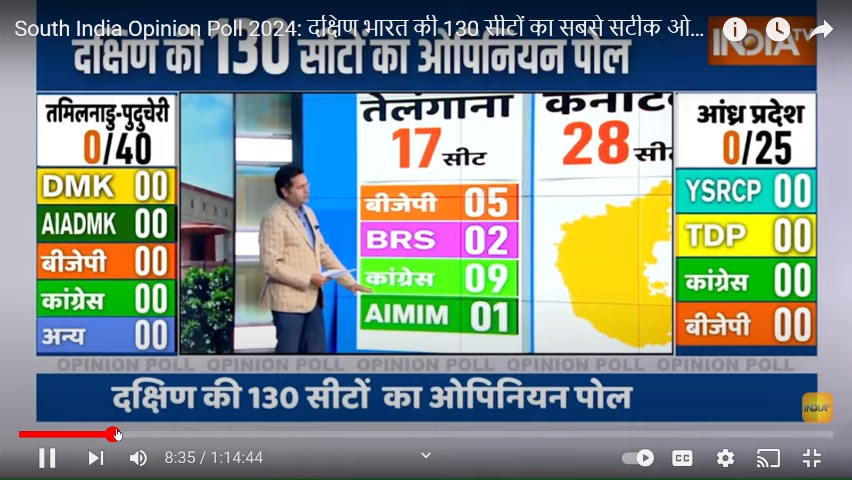 South India Opinion Poll 2024: दक्षिण भारत की 130 सीटों का सबसे सटीक ओ...
दक्षिण की 130 सीटों का ओपिनियन पोल
INDIA TV
तमिलनाडु-पुदुचेरी
0/40
DMK 00
AIADMK 00
बीजेपी 00
कांग्रेस 00
अन्य 00
तेलंगाना
17 सीट
बीजेपी 05
BRS 02
कांग्रेस 09
AIMIM 01
28
आंध्र प्रदेश
0/25
YSRCP 00
TDP 00
कांग्रेस 00
बीजेपी 00
OPINION POLL OPINION POLL OPINION POLL OPINION POLL OPINION POLL
दक्षिण की 130 सीटों का ओपिनियन पोल
INDIA TV
8:35 / 1:14:44
CC